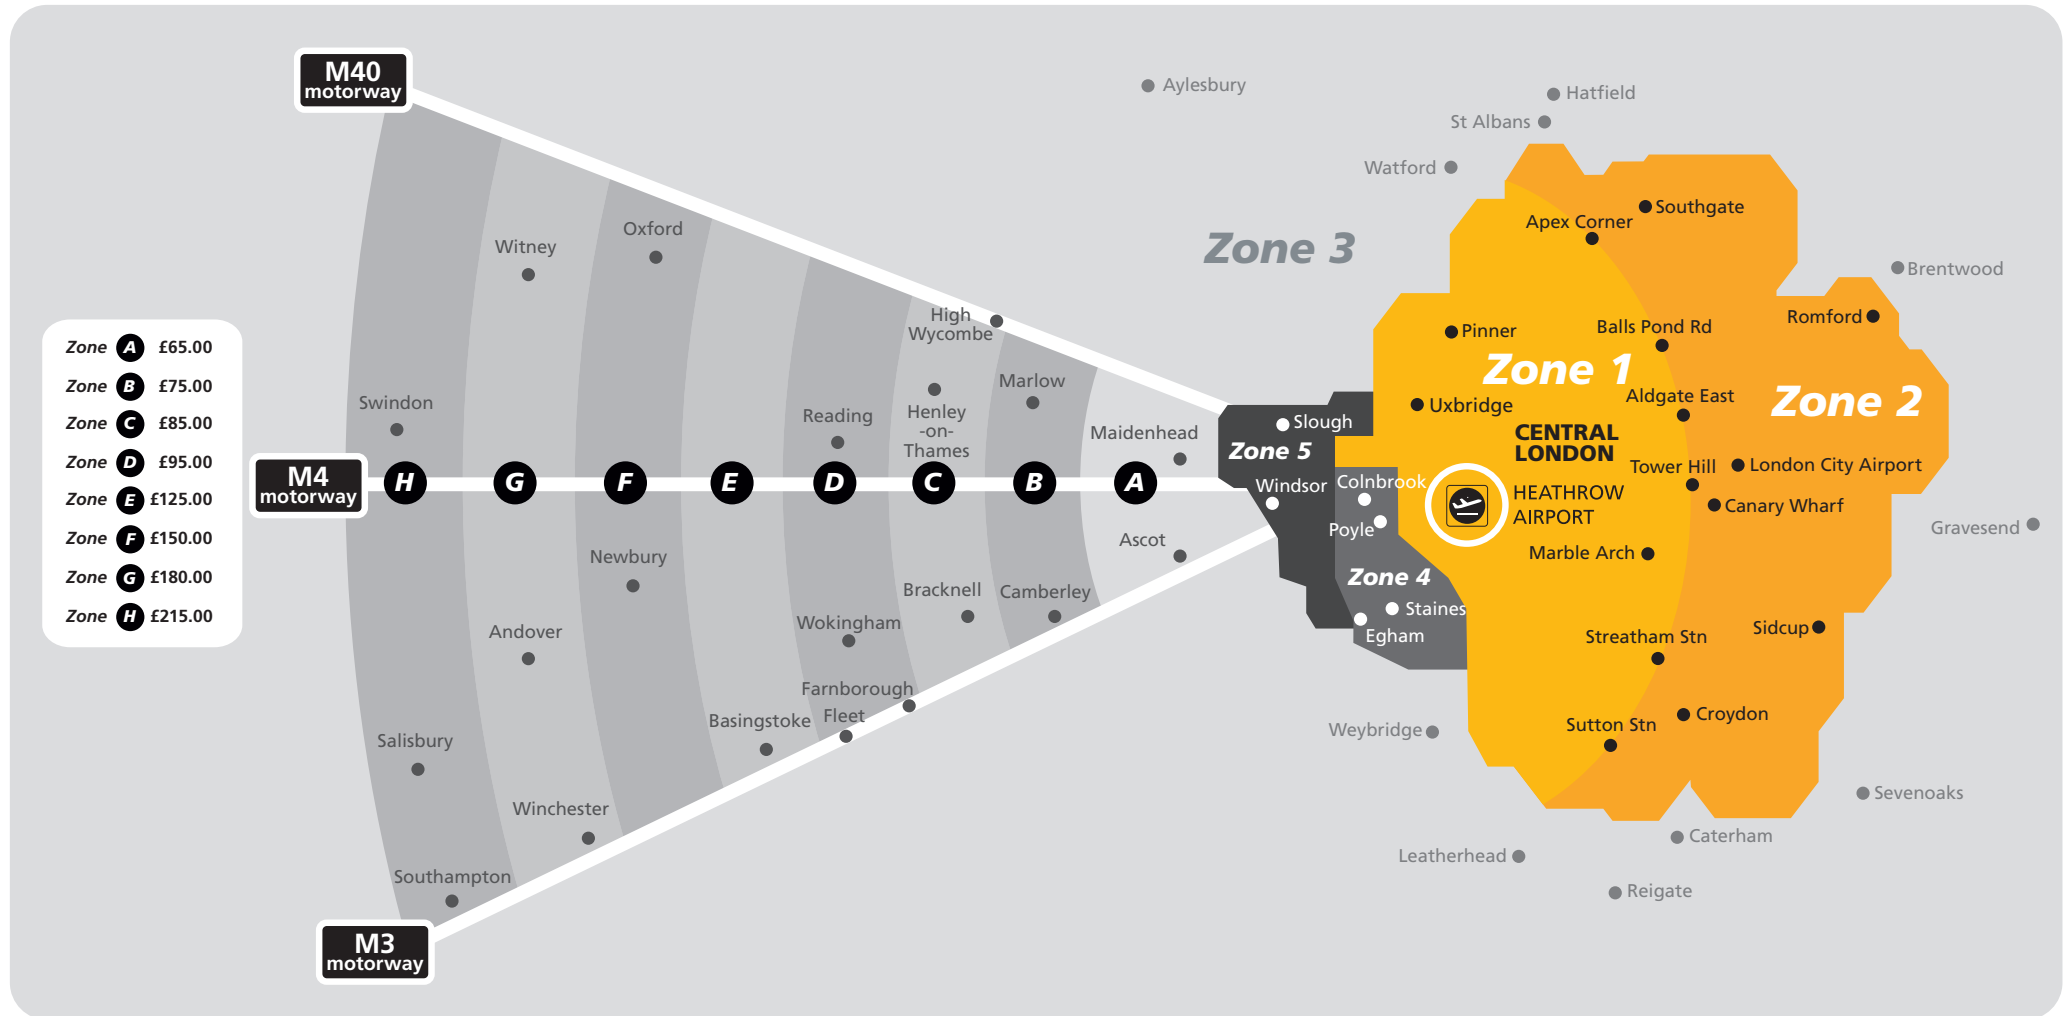 M40
motorway
Aylesbury
Hatfield
St Albans
Watford
Southgate
Apex Corner
Zone 3
Oxford
Witney
Brentwood
High
Wycombe
Romford
Pinner
Balls Pond Rd
Zone 1
Zone A £65.00
Zone B £75.00
Zone C £85.00
Zone D £95.00
Zone E £125.00
Zone F £150.00
Zone G £180.00
Zone H £215.00
Swindon
Reading
Henley
-on-
Thames
Marlow
Maidenhead
Slough
Uxbridge
Aldgate East
Zone 2
Zone 5
CENTRAL
LONDON
Tower Hill
London City Airport
M4
motorway
H
G
F
E
D
C
B
A
Windsor
Colnbrook
HEATHROW
AIRPORT
Canary Wharf
Poyle
Gravesend
Ascot
Marble Arch
Newbury
Zone 4
Bracknell
Camberley
Staines
Egham
Andover
Wokingham
Streatham Stn
Sidcup
Farnborough
Fleet
Basingstoke
Salisbury
Weybridge
Sutton Stn
Croydon
Winchester
Sevenoaks
Caterham
Leatherhead
Southampton
Reigate
M3
motorway